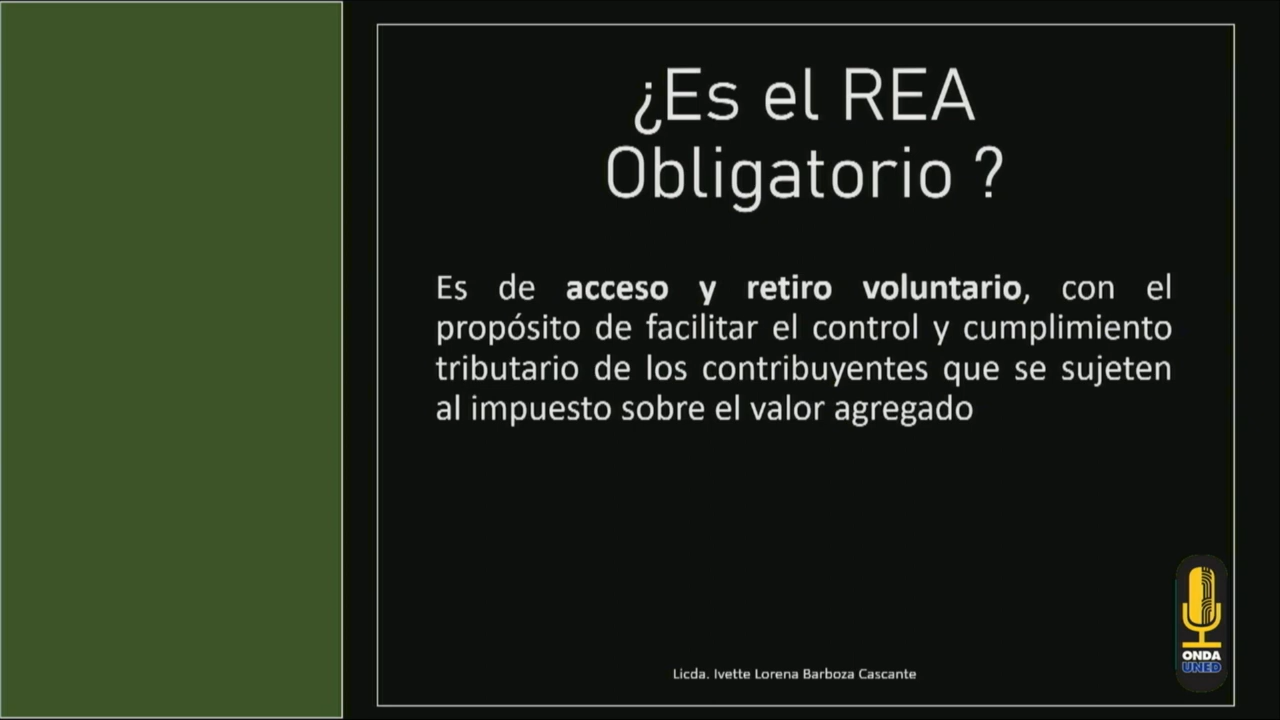 ¿Es el REA
Obligatorio ?
Es de acceso y retiro voluntario, con el
propósito de facilitar el control y cumplimiento
tributario de los contribuyentes que se sujeten
al impuesto sobre el valor agregado
Licda. Ivette Lorena Barboza Cascante
ONDA
UNED